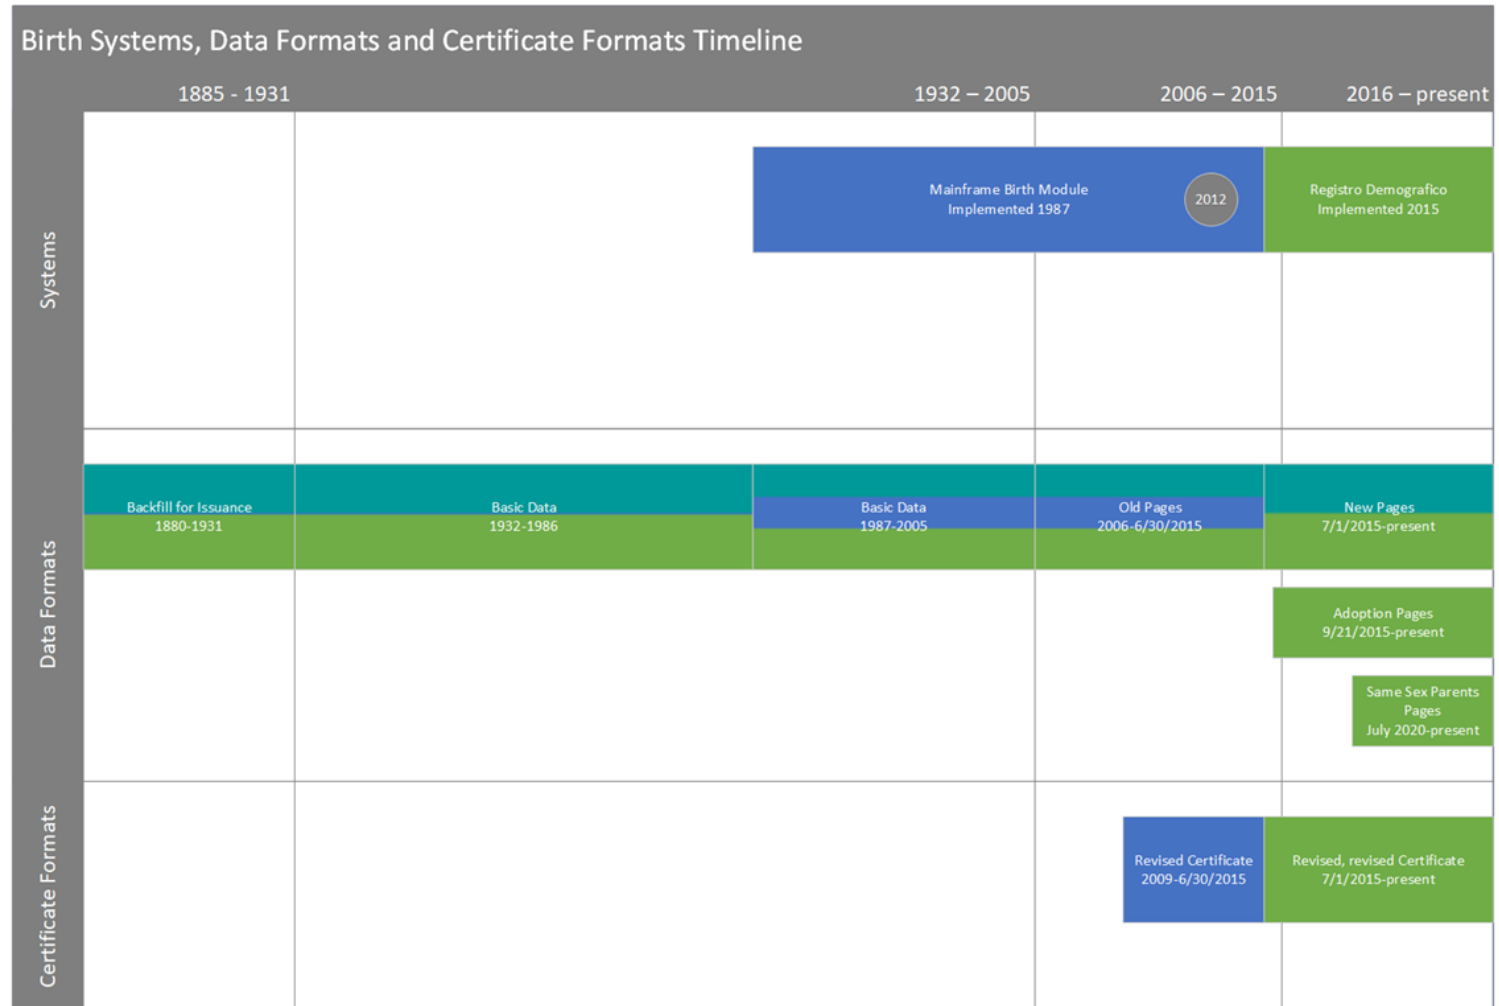 Birth Systems, Data Formats and Certificate Formats Timeline
1885 - 1931
1932 – 2005
2006 – 2015
2016 – present
Systems
Mainframe Birth Module
Implemented 1987
2012
Registro Demografico
Implemented 2015
Data Formats
Backfill for Issuance
1880-1931
Basic Data
1932-1986
Basic Data
1987-2005
Old Pages
2006-6/30/2015
New Pages
7/1/2015-present
Adoption Pages
9/21/2015-present
Same Sex Parents
Pages
July 2020-present
Certificate Formats
Revised Certificate
2009-6/30/2015
Revised, revised Certificate
7/1/2015-present